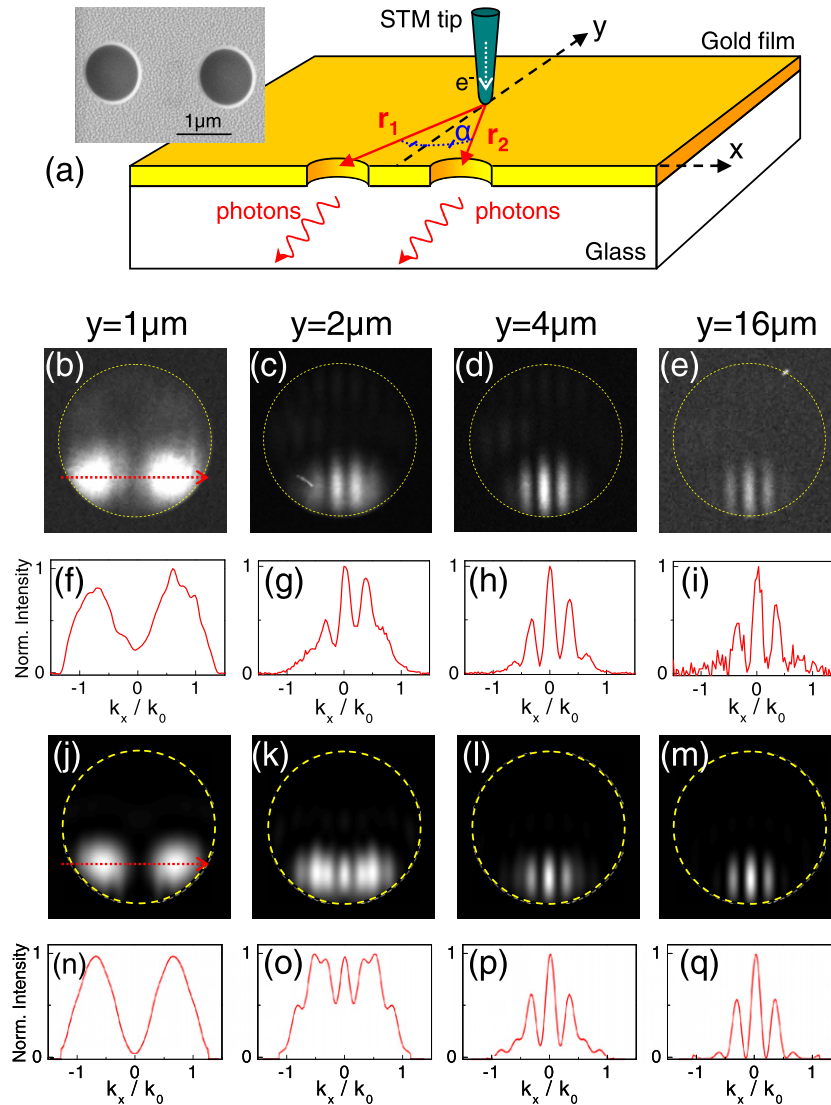 STM tip
y
Gold film
e-
1µm
r1
α
r2
(a)
x
photons
photons
Glass
y=1µm y=2µm y=4µm y=16µm
(b) (c) (d) (e)
(f) (g) (h) (i)
Norm. Intensity
1 1 1 1
0 0 0 0
-1 0 1 -1 0 1 -1 0 1 -1 0 1
kx / k0 kx / k0 kx / k0 kx / k0
(j) (k) (l) (m)
(n) (o) (p) (q)
Norm. Intensity
1 1 1 1
0 0 0 0
-1 0 1 -1 0 1 -1 0 1 -1 0 1
kx / k0 kx / k0 kx / k0 kx / k0